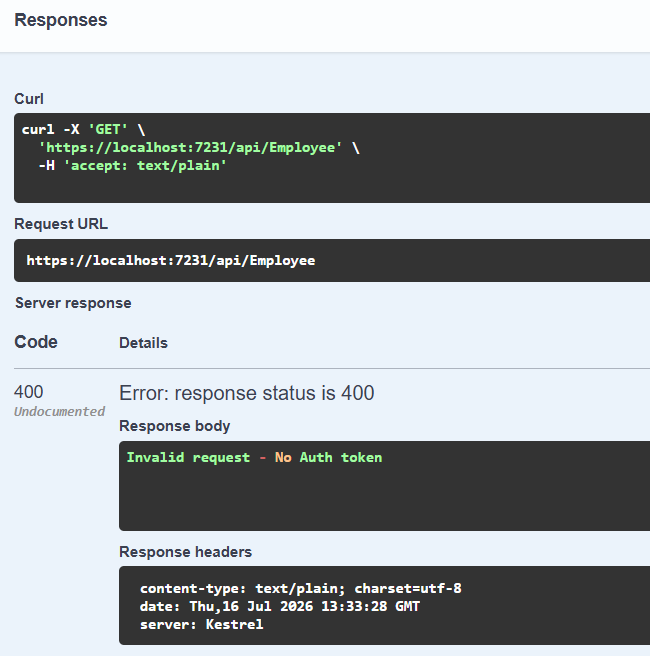 Responses
Curl
curl -X 'GET' \
'https://localhost:7231/api/Employee' \
-H 'accept: text/plain'
Request URL
https://localhost:7231/api/Employee
Server response
Code Details
400 Error: response status is 400
Undocumented
Response body
Invalid request - No Auth token
Response headers
content-type: text/plain; charset=utf-8
date: Thu,16 Jul 2026 13:33:28 GMT
server: Kestrel